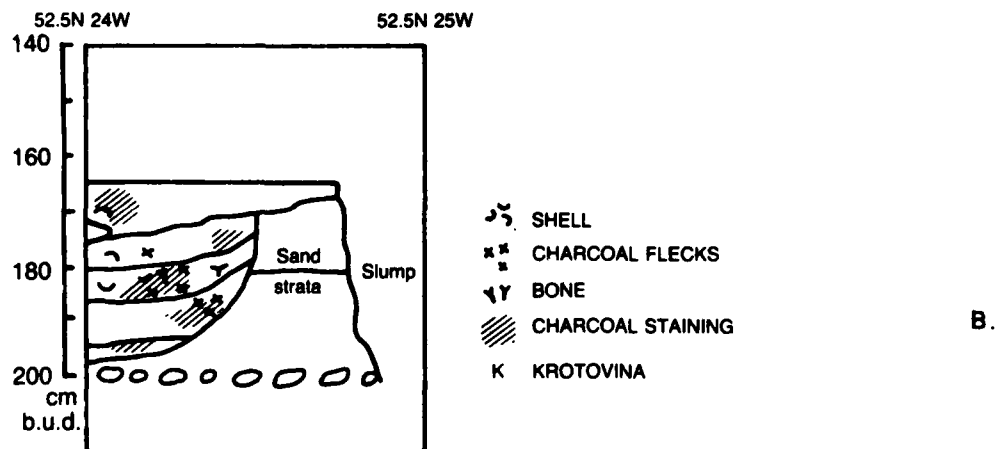 52.5N 24W
52.5N 25W
140
160
180
200
cm
b.u.d.
Sand
strata
Slump
SHELL
CHARCOAL FLECKS
BONE
CHARCOAL STAINING
K KROTOVINA
B.